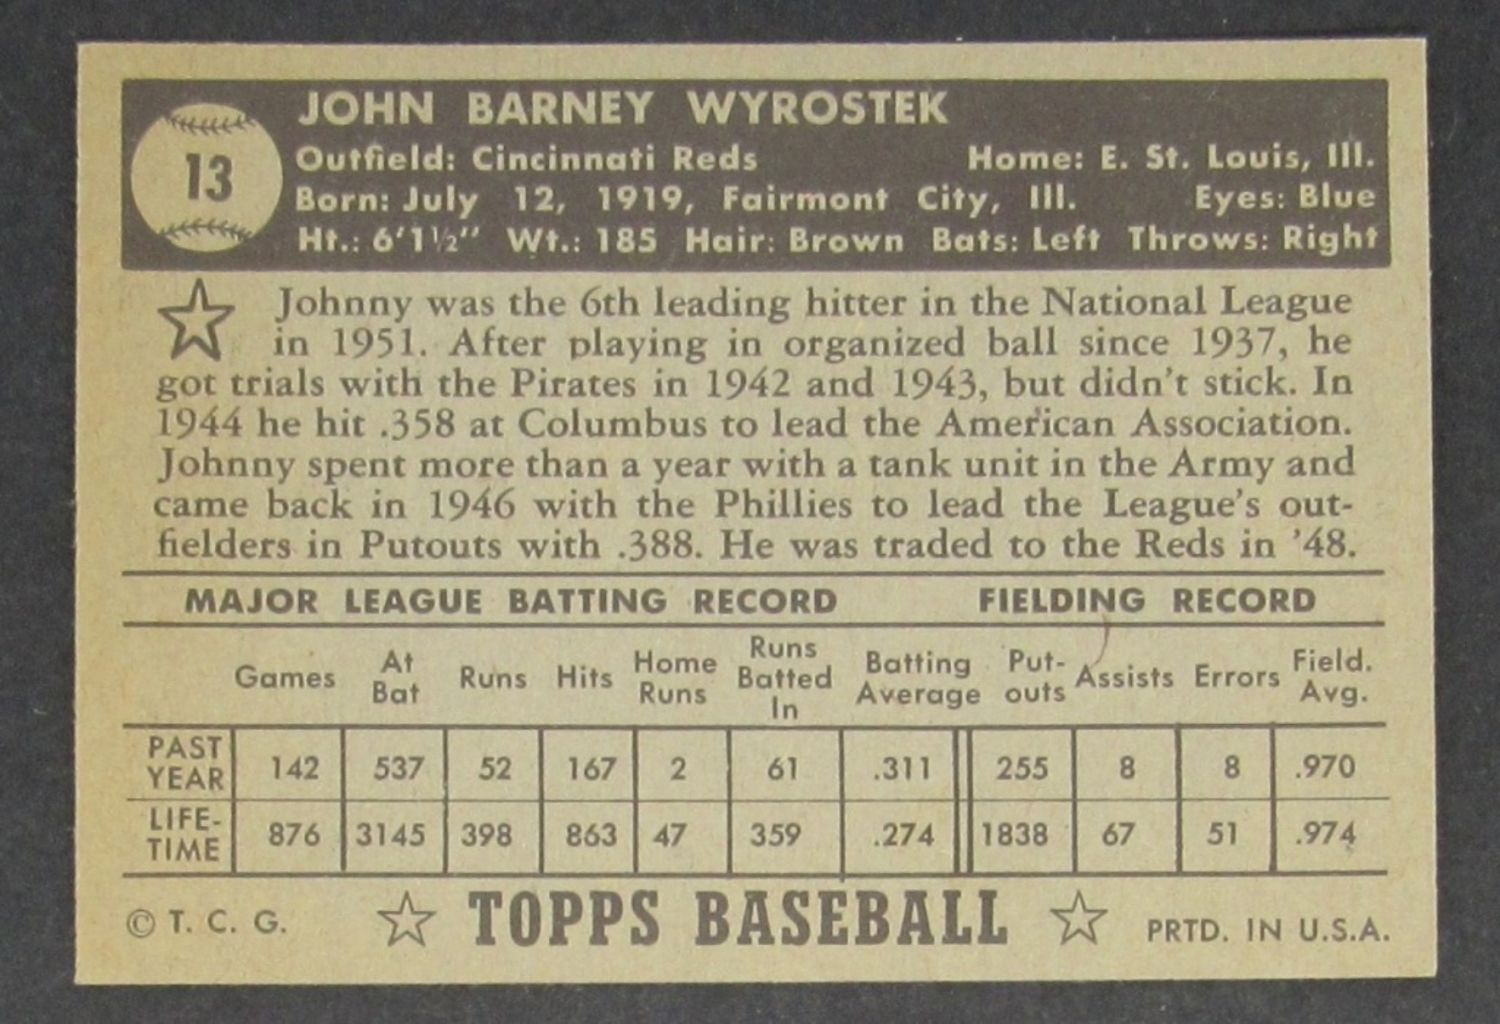 13
JOHN BARNEY WYROSTEK
Outfield: Cincinnati Reds Home: E. St. Louis, Ill.
Born: July 12, 1919, Fairmont City, Ill. Eyes: Blue
Ht.: 6'1½" Wt.: 185 Hair: Brown Bats: Left Throws: Right
Johnny was the 6th leading hitter in the National League
in 1951. After playing in organized ball since 1937, he
got trials with the Pirates in 1942 and 1943, but didn't stick. In
1944 he hit .358 at Columbus to lead the American Association.
Johnny spent more than a year with a tank unit in the Army and
came back in 1946 with the Phillies to lead the League's out-
fielders in Putouts with .388. He was traded to the Reds in '48.
MAJOR LEAGUE BATTING RECORD FIELDING RECORD
Games At Bat Runs Hits Home Runs Runs Batted In Batting Average Put-outs Assists Errors Field. Avg.
PAST YEAR 142 537 52 167 2 61 .311 255 8 8 .970
LIFE-TIME 876 3145 398 863 47 359 .274 1838 67 51 .974
© T. C. G. TOPPS BASEBALL PRTD. IN U.S.A.